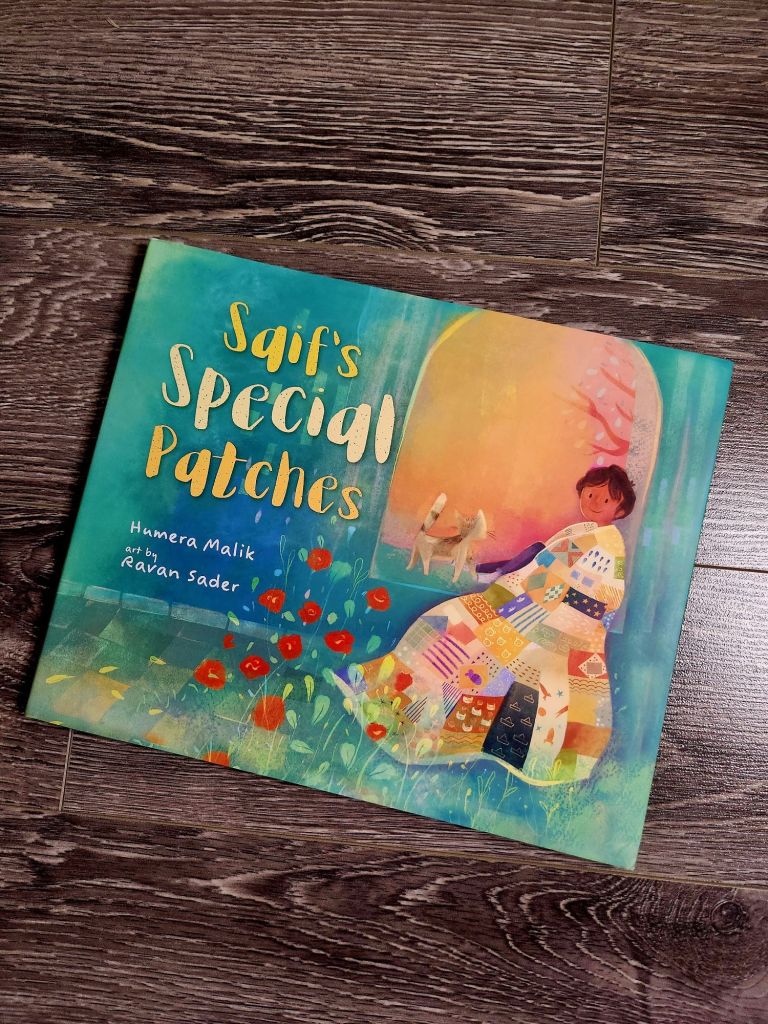 Saif's
Special
Patches
Humera Malik
art by
Ravan Sader